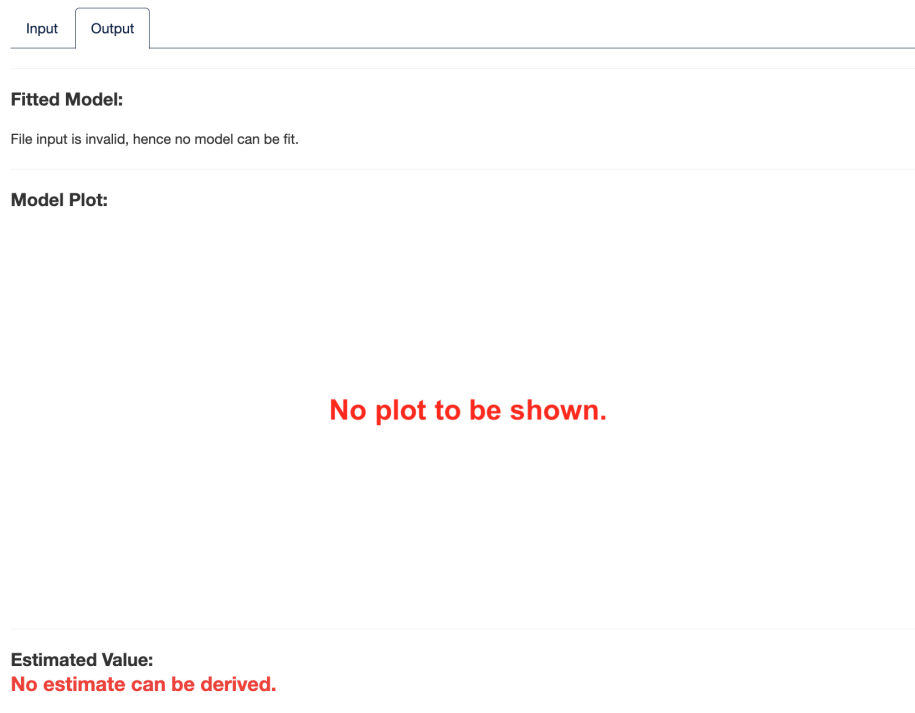 Input Output
Fitted Model:
File input is invalid, hence no model can be fit.
Model Plot:
No plot to be shown.
Estimated Value:
No estimate can be derived.